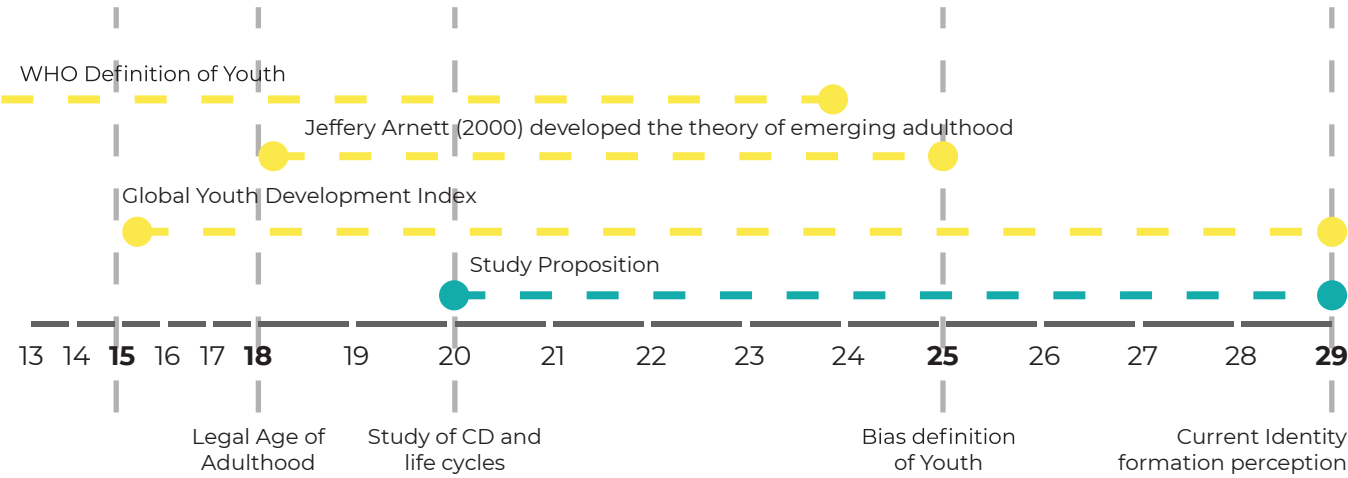 WHO Definition of Youth
Jeffery Arnett (2000) developed the theory of emerging adulthood
Global Youth Development Index
Study Proposition
13 14 15 16 17 18 19 20 21 22 23 24 25 26 27 28 29
Legal Age of
Adulthood
Study of CD and
life cycles
Bias definition
of Youth
Current Identity
formation perception